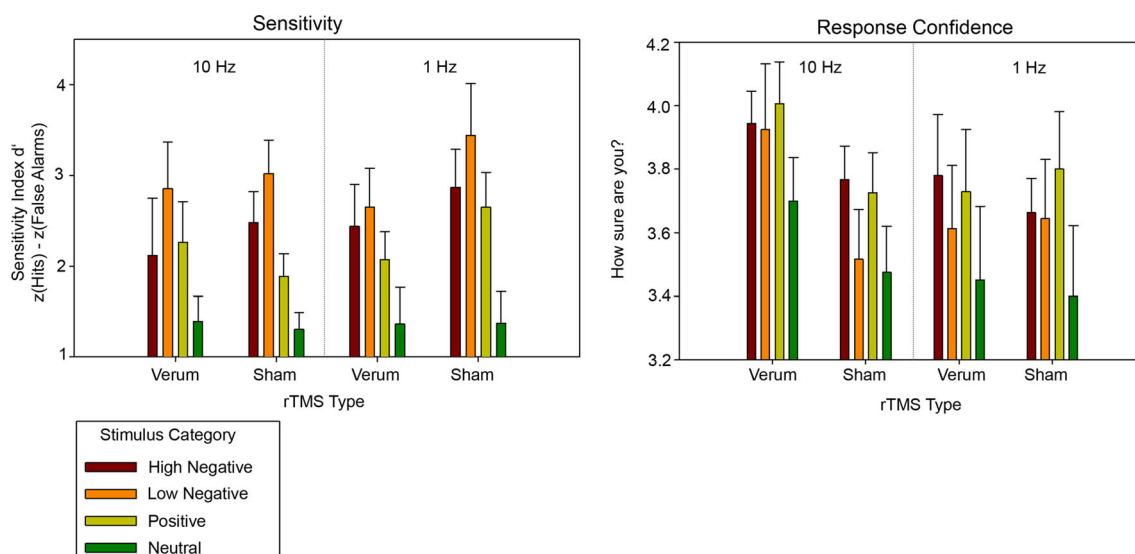 Sensitivity
10 Hz
1 Hz
Sensitivity Index d'
z(Hits) - z(False Alarms)
4
3
2
1
Verum
Sham
Verum
Sham
rTMS Type
Response Confidence
10 Hz
1 Hz
How sure are you?
4.2
4.0
3.8
3.6
3.4
3.2
Verum
Sham
Verum
Sham
rTMS Type
Stimulus Category
High Negative
Low Negative
Positive
Neutral